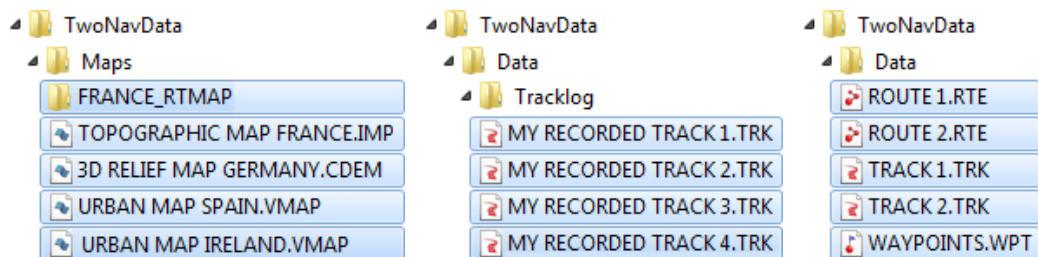 TwoNavData
Maps
FRANCE_RTMAP
TOPOGRAPHIC MAP FRANCE.IMP
3D RELIEF MAP GERMANY.CDEM
URBAN MAP SPAIN.VMAP
URBAN MAP IRELAND.VMAP
TwoNavData
Data
Tracklog
MY RECORDED TRACK 1.TRK
MY RECORDED TRACK 2.TRK
MY RECORDED TRACK 3.TRK
MY RECORDED TRACK 4.TRK
TwoNavData
Data
ROUTE 1.RTE
ROUTE 2.RTE
TRACK 1.TRK
TRACK 2.TRK
WAYPOINTS.WPT